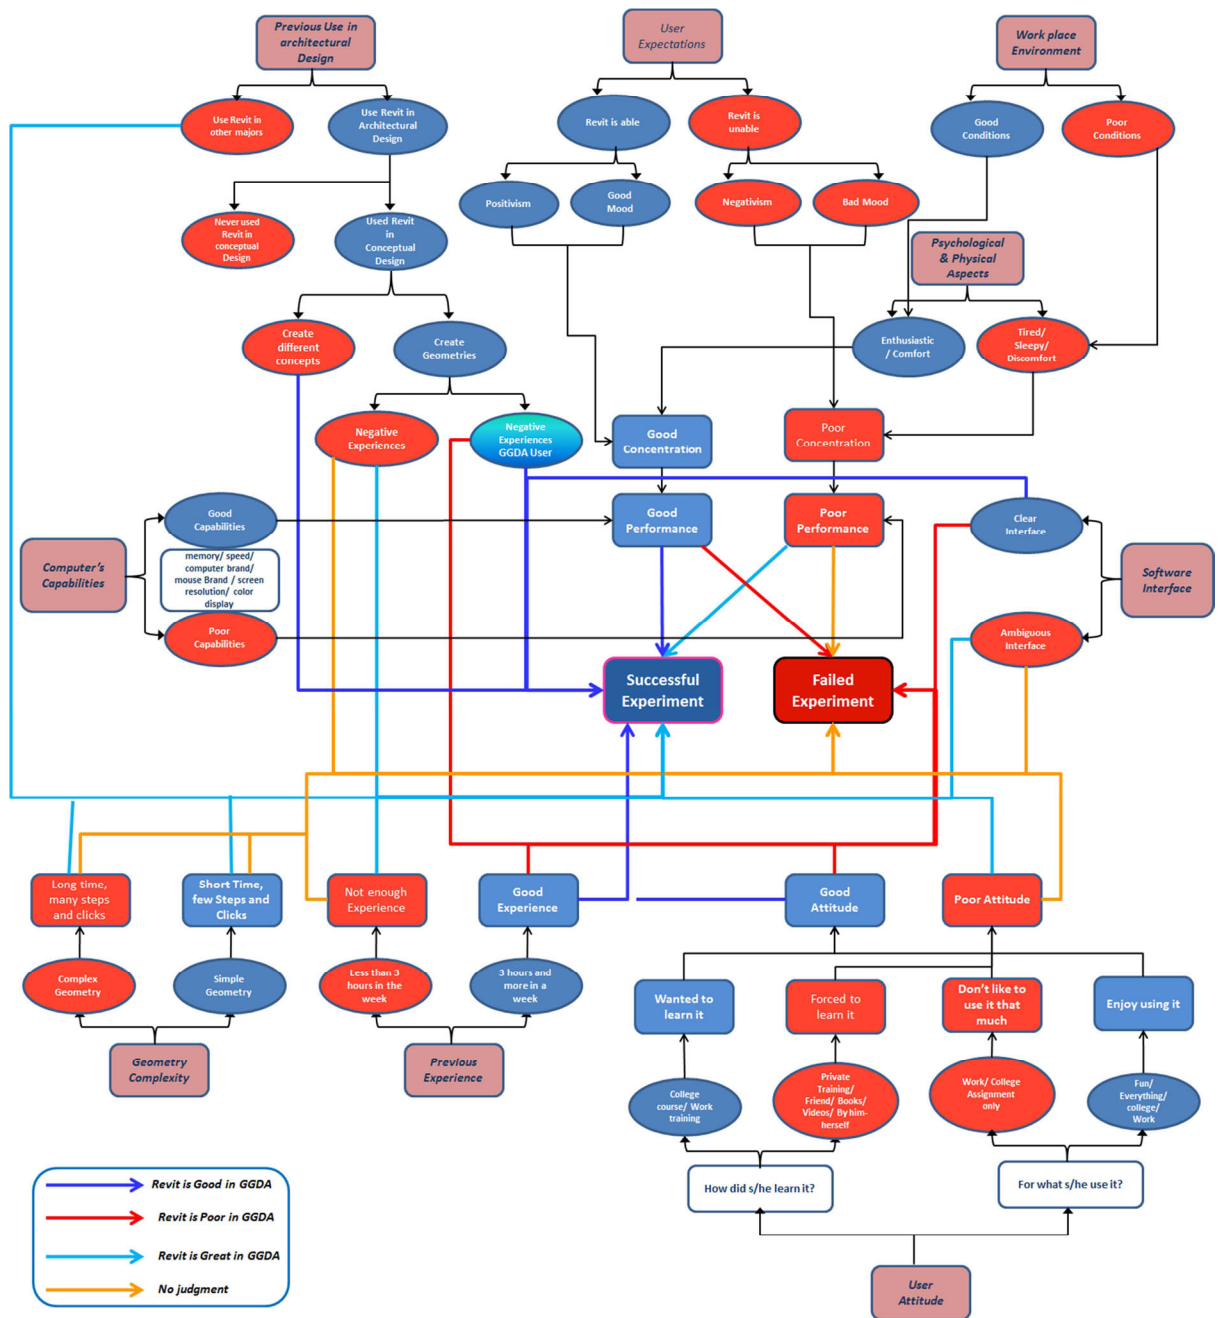 Previous Use in
architectural
Design
User
Expectations
Work place
Environment
Use Revit in
other majors
Use Revit in
Architectural
Design
Revit is able
Revit is
unable
Good
Conditions
Poor
Conditions
Positivism
Good
Mood
Negativism
Bad Mood
Never used
Revit in
conceptual
Design
Used Revit
in
Conceptual
Design
Psychological
& Physical
Aspects
Create
different
concepts
Create
Geometries
Enthusiastic
/ Comfort
Tired/
Sleepy/
Discomfort
Negative
Experiences
Negative
Experiences
GGDA User
Good
Concentration
Poor
Concentration
Good
Capabilities
Good
Performance
Poor
Performance
Clear
Interface
Computer's
Capabilities
memory/ speed/
computer brand/
mouse Brand / screen
resolution/ color
display
Software
Interface
Poor
Capabilities
Ambiguous
Interface
Successful
Experiment
Failed
Experiment
Long time,
many steps
and clicks
Short Time,
few Steps and
Clicks
Not enough
Experience
Good
Experience
Good
Attitude
Poor Attitude
Complex
Geometry
Simple
Geometry
Less than 3
hours in the
week
3 hours and
more in a
week
Wanted to
learn it
Forced to
learn it
Don't like to
use it that
much
Enjoy using it
Geometry
Complexity
Previous
Experience
College
course/ Work
training
Private
Training/
Friend/ Books/
Videos/ By him-
herself
Work/ College
Assignment
only
Fun/
Everything/
college/
Work
How did s/he learn it?
For what s/he use it?
Revit is Good in GGDA
Revit is Poor in GGDA
Revit is Great in GGDA
No judgment
User
Attitude